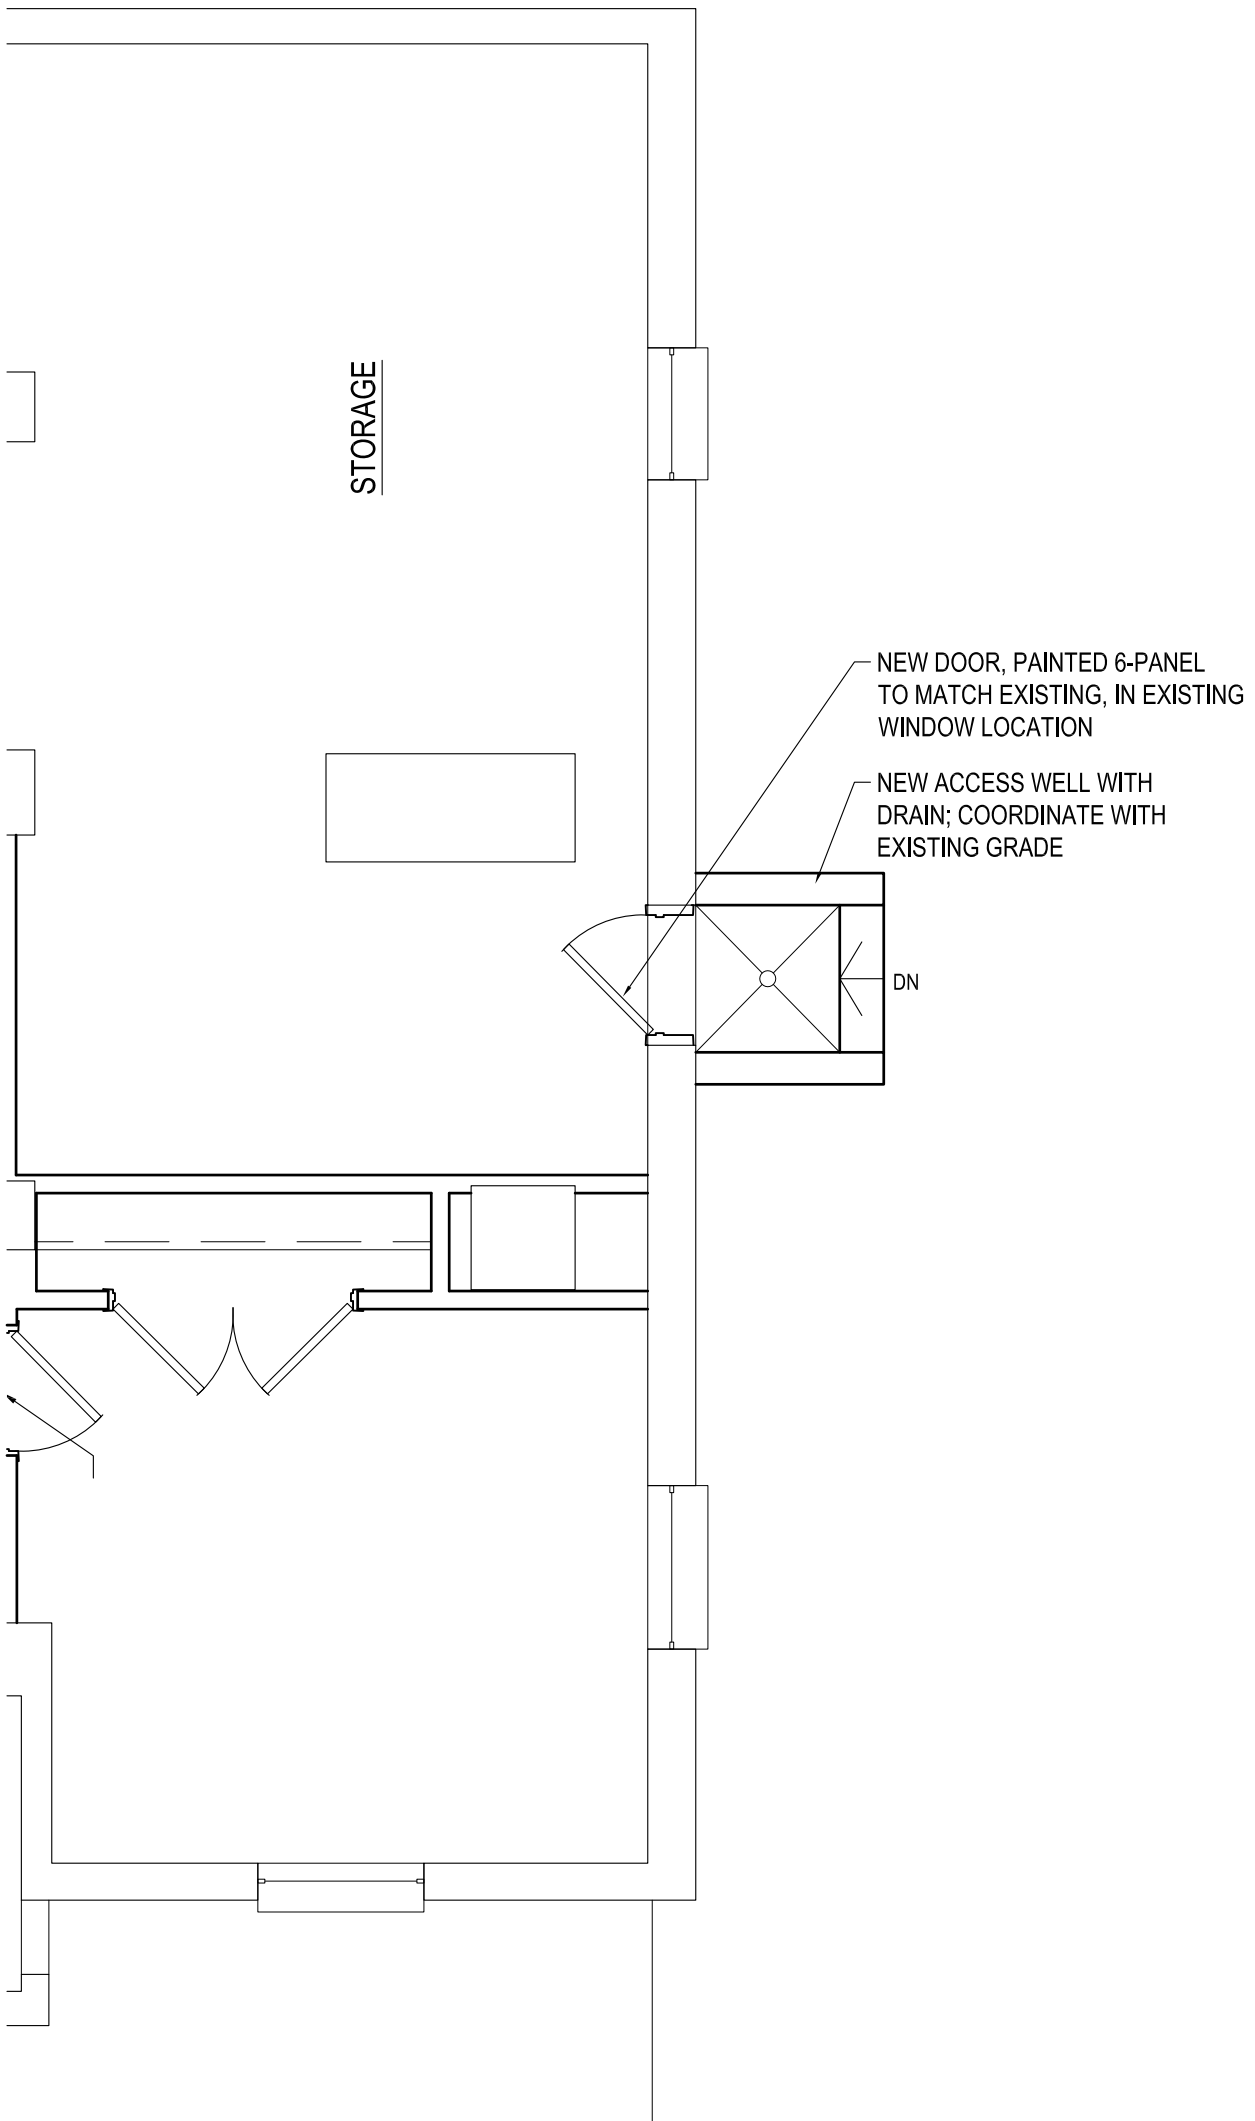 STORAGE
NEW DOOR, PAINTED 6-PANEL
TO MATCH EXISTING, IN EXISTING
WINDOW LOCATION
NEW ACCESS WELL WITH
DRAIN; COORDINATE WITH
EXISTING GRADE
DN